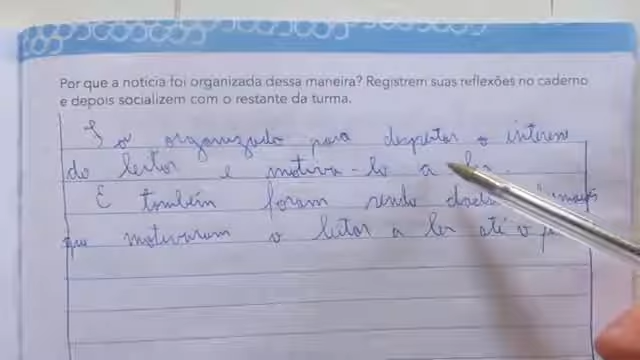 Por que a notícia foi organizada dessa maneira? Registrem suas reflexões no caderno
e depois socializem com o restante da turma.
Foi organizado para despertar o interesse
do leitor e motiva-lo a ler.
E também foram sendo
que motivaram o leitor a ler até o